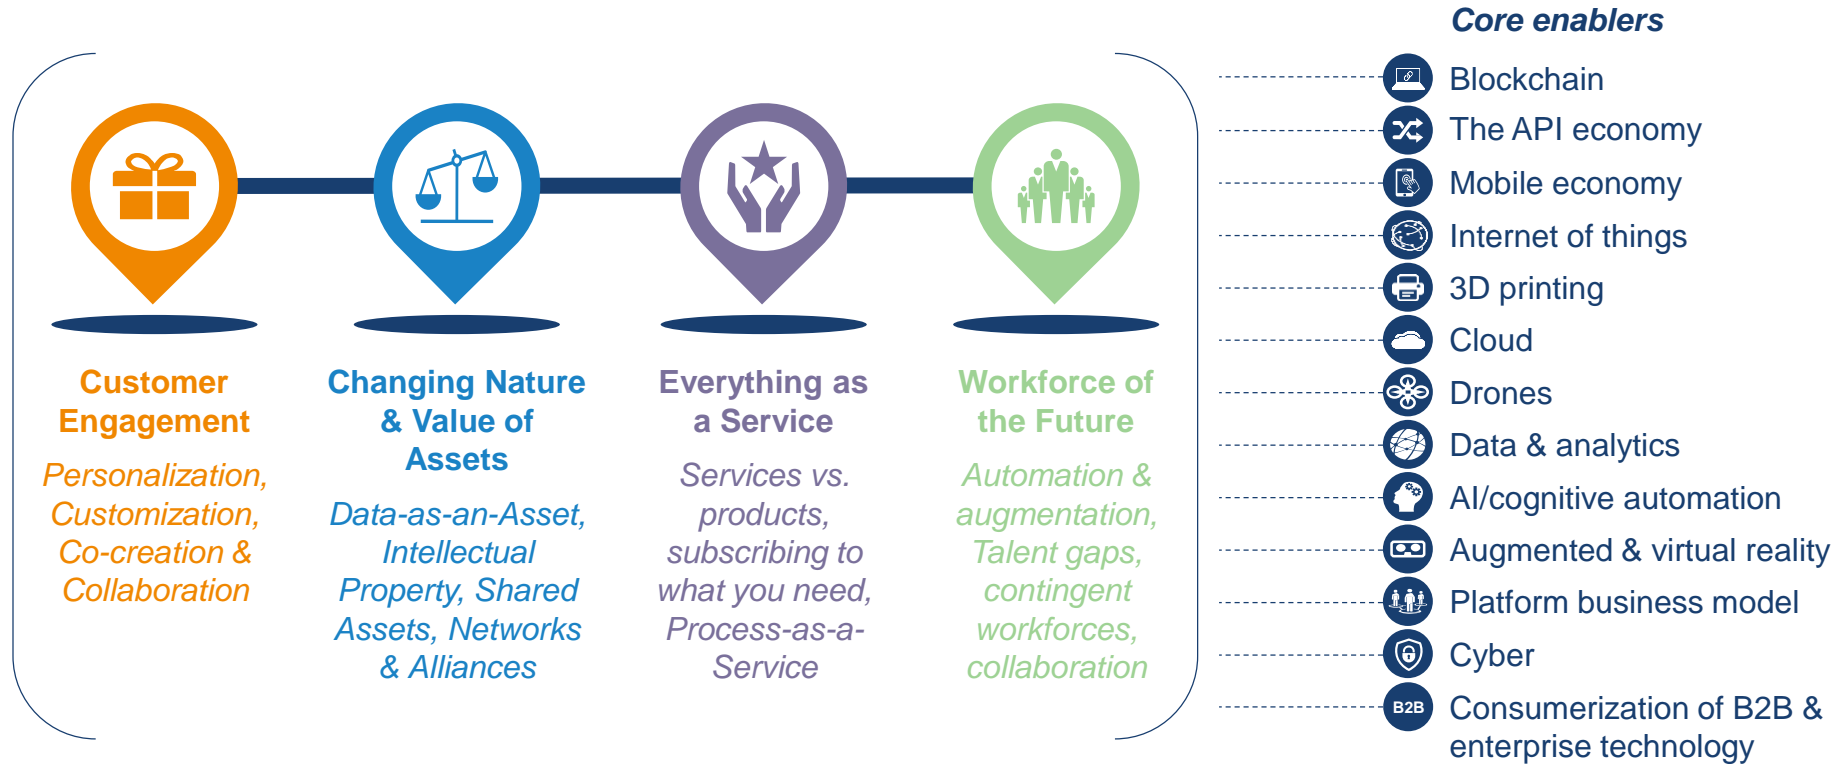 Customer
Engagement
Personalization,
Customization,
Co-creation &
Collaboration
Changing Nature
& Value of
Assets
Data-as-an-Asset,
Intellectual
Property, Shared
Assets, Networks
& Alliances
Everything as
a Service
Services vs.
products,
subscribing to
what you need,
Process-as-a-
Service
Workforce of
the Future
Automation &
augmentation,
Talent gaps,
contingent
workforces,
collaboration
Core enablers
Blockchain
The API economy
Mobile economy
Internet of things
3D printing
Cloud
Drones
Data & analytics
AI/cognitive automation
Augmented & virtual reality
Platform business model
Cyber
B2B
Consumerization of B2B &
enterprise technology